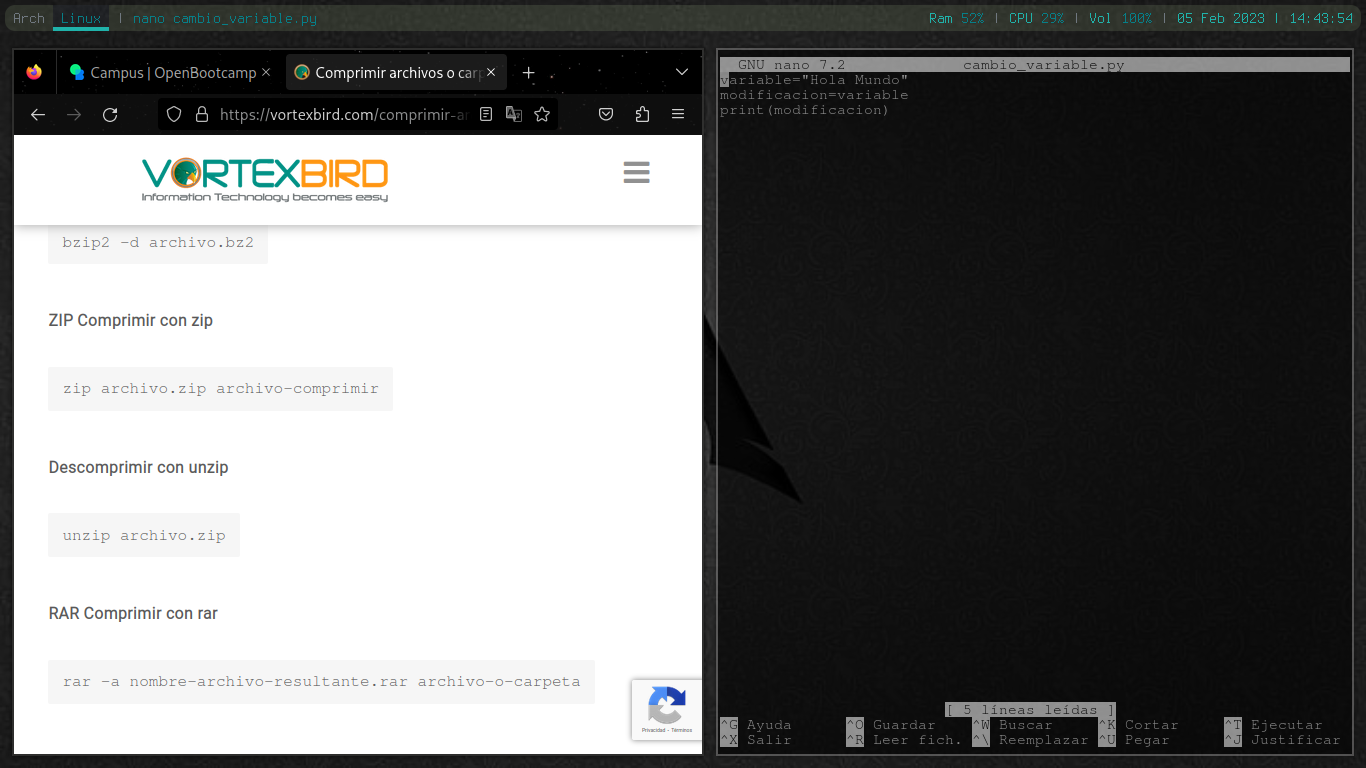 Arch Linux | nano cambio_variable.py
Ram 52% | CPU 29% | Vol 100% | 05 Feb 2023 | 14:43:54
Campus | OpenBootcamp
Comprimir archivos o carp
https://vortexbird.com/comprimir-ar
VORTEXBIRD
Information Technology becomes easy
bzip2 -d archivo.bz2
ZIP Comprimir con zip
zip archivo.zip archivo-comprimir
Descomprimir con unzip
unzip archivo.zip
RAR Comprimir con rar
rar -a nombre-archivo-resultante.rar archivo-o-carpeta
Privacidad - Términos
GNU nano 7.2 cambio_variable.py
variable="Hola Mundo"
modificacion=variable
print(modificacion)
[ 5 líneas leídas ]
^G Ayuda ^O Guardar ^W Buscar ^K Cortar ^T Ejecutar
^X Salir ^R Leer fich. ^\ Reemplazar ^U Pegar ^J Justificar